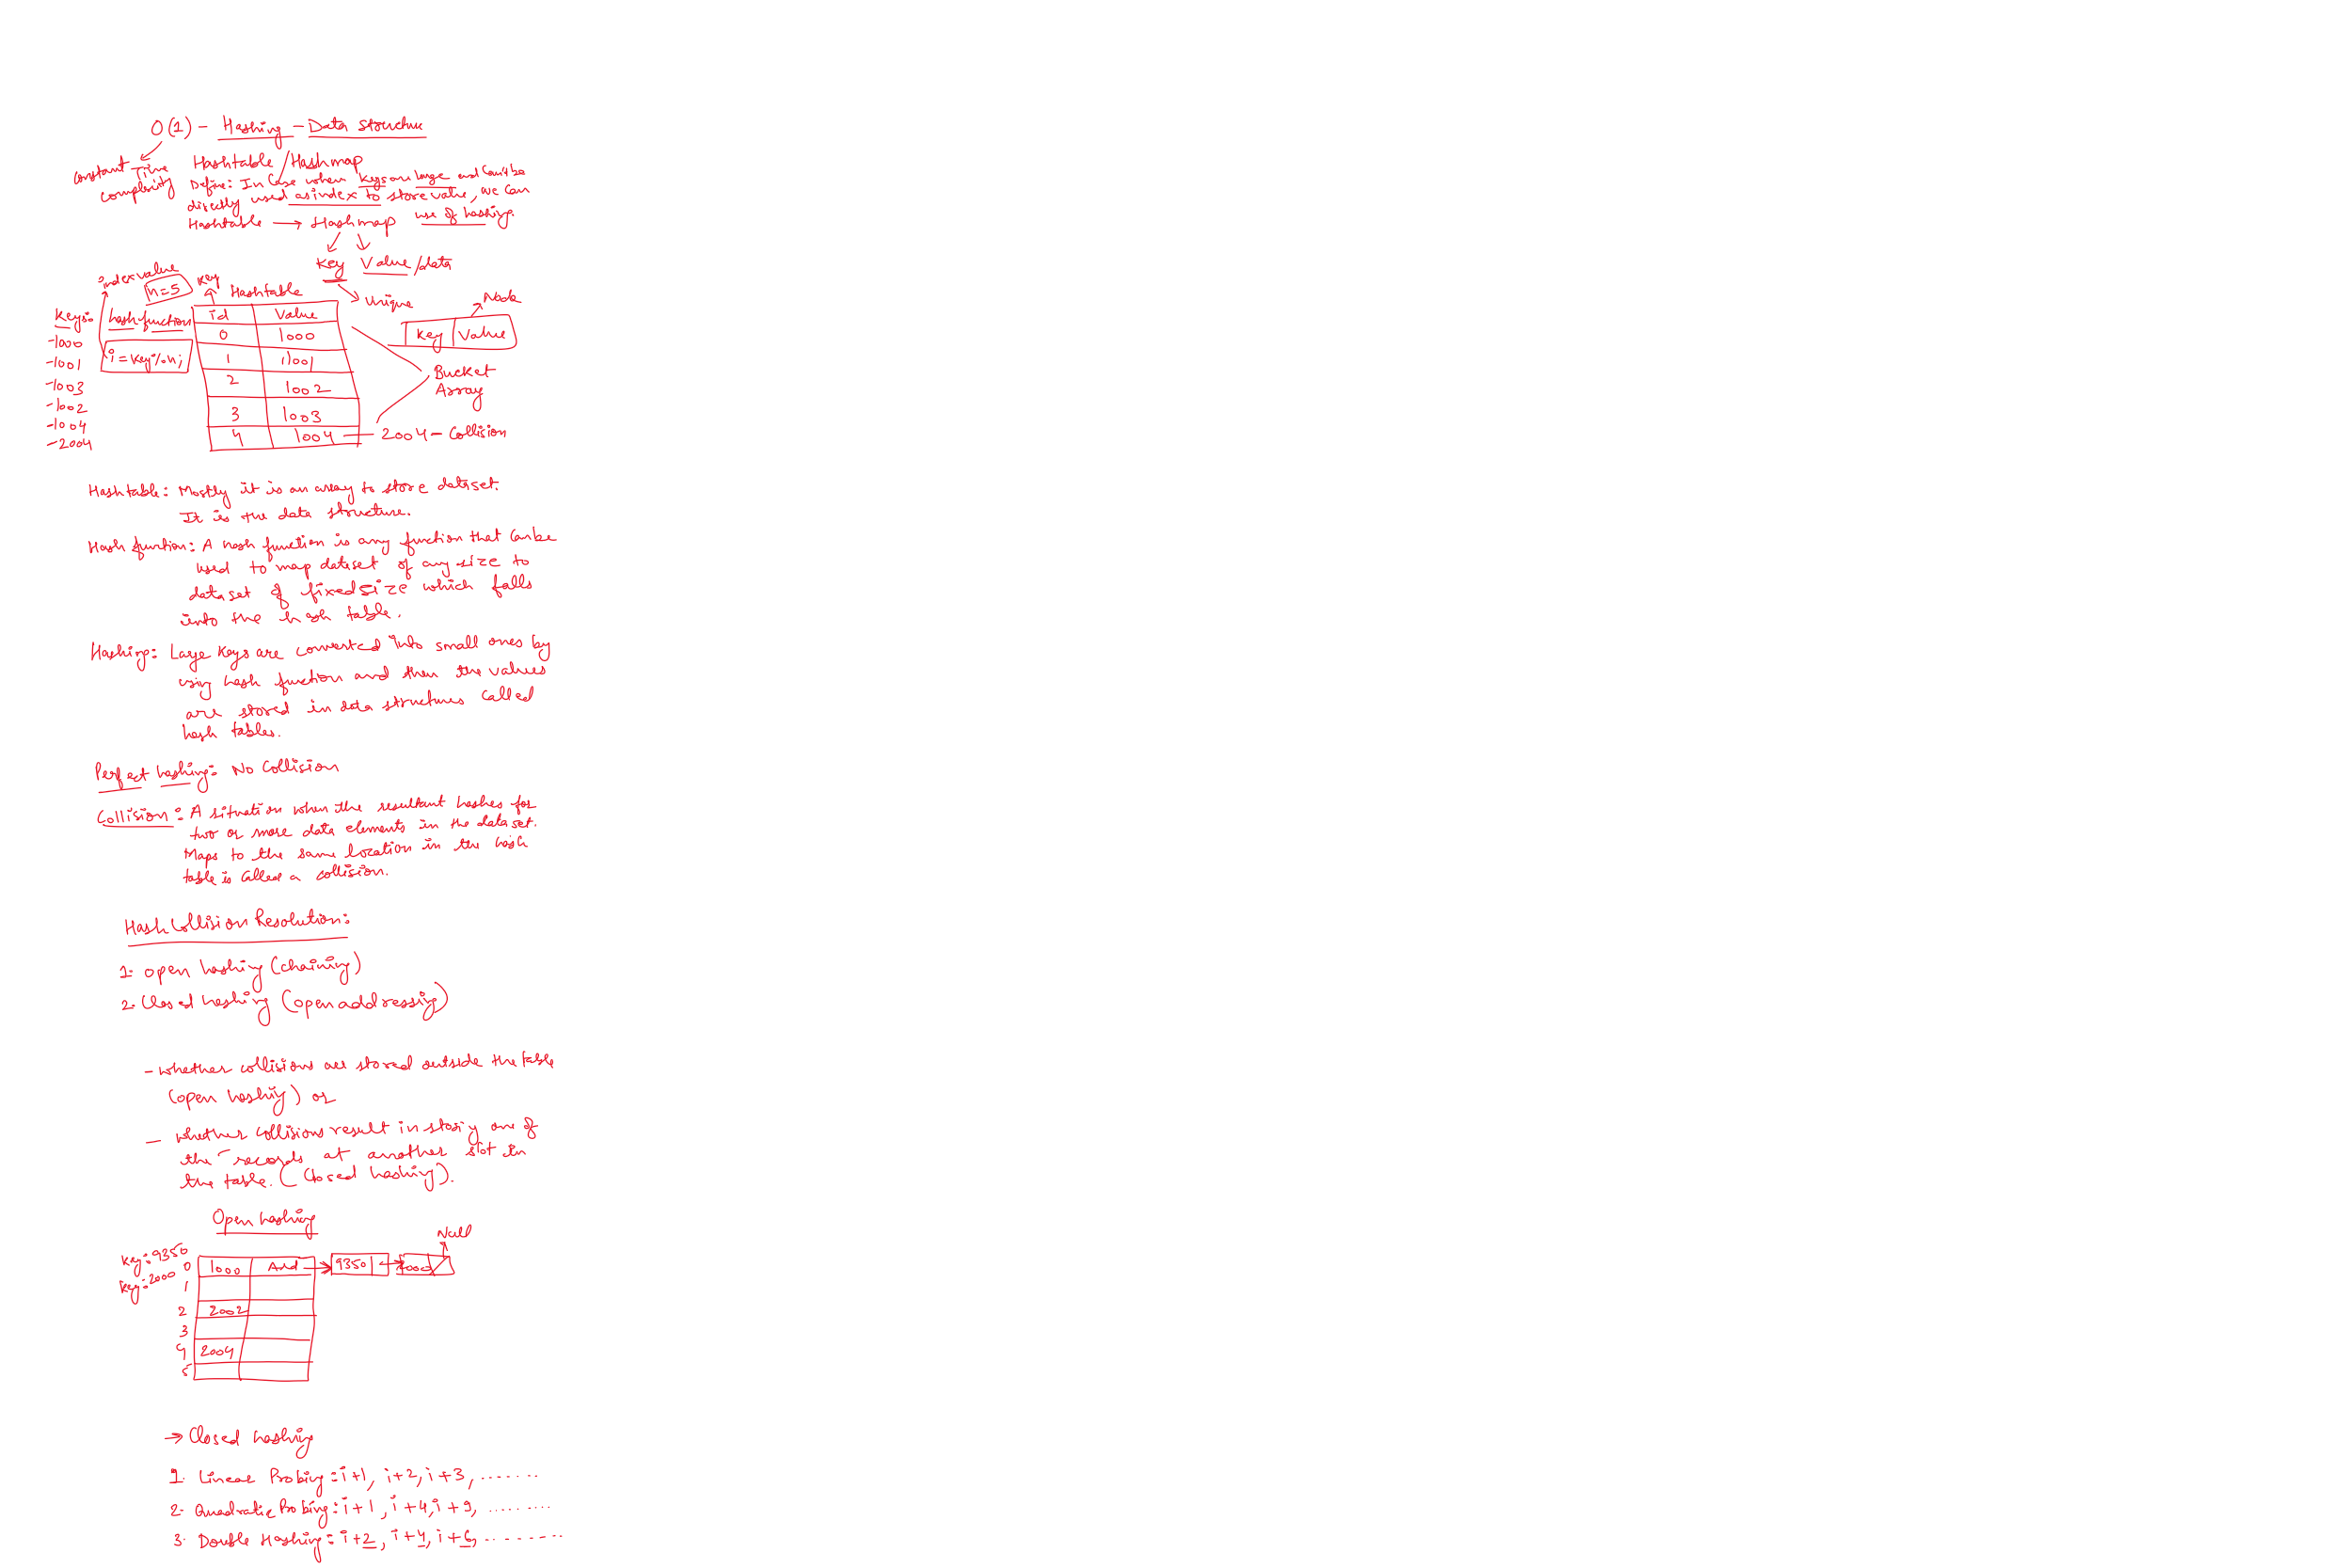 O(1) - Hashing - Data Structure
Constant Time
Complexity
Hashtable / Hashmap
Define: In Case when Keys are large and can't be
directly used as index to store value, we can
use of hashing.
Hashtable → Hashmap
Key Value/data
Unique
index value
n=5
Key
Hashtable
Node
Key Value
Keys:
hash function
i = Key % n;
id Value
0 1000
1 1001
2 1002
3 1003
4 1004
-1000
-1001
-1003
-1002
-1004
-2004
Bucket
Array
2004 - Collision
Hashtable: Mostly it is an array to store dataset.
It is the data structure.
Hash function: A hash function is any function that can be
used to map dataset of any size to
dataset of fixed size which falls
into the hash table.
Hashing: Large Keys are converted into small ones by
using hash function and then the values
are stored in data structures called
hash tables.
Perfect hashing: No Collision
Collision: A situation when the resultant hashes for
two or more data elements in the data set.
Maps to the same location in the hash
table is called a collision.
Hash Collision Resolution:
1. Open hashing (chaining)
2. Closed hashing (open addressing)
- whether collisions are stored outside the table
(open hashing) or
- whether collisions result in storing one of
the records at another slot in
the table. (Closed hashing).
Open hashing
Null
Key: 9350
Key: 2000
0 1000 Add → 9350 → 2000
1
2 2002
3
4 2004
5
→ Closed hashing
1. Linear Probing: i+1, i+2, i+3, .......
2. Quadratic Probing: i+1, i+4, i+9, .........
3. Double Hashing: i+2, i+4, i+6, .........